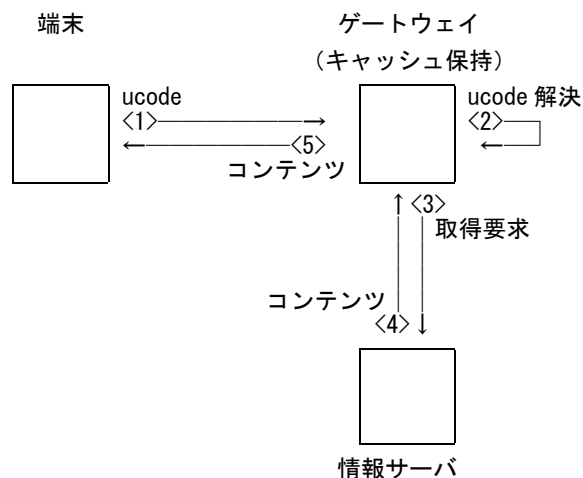 端末
ゲートウェイ
(キャッシュ保持)
ucode
<1>
<5>
コンテンツ
ucode 解決
<2>
<3>
取得要求
コンテンツ
<4>
情報サーバ